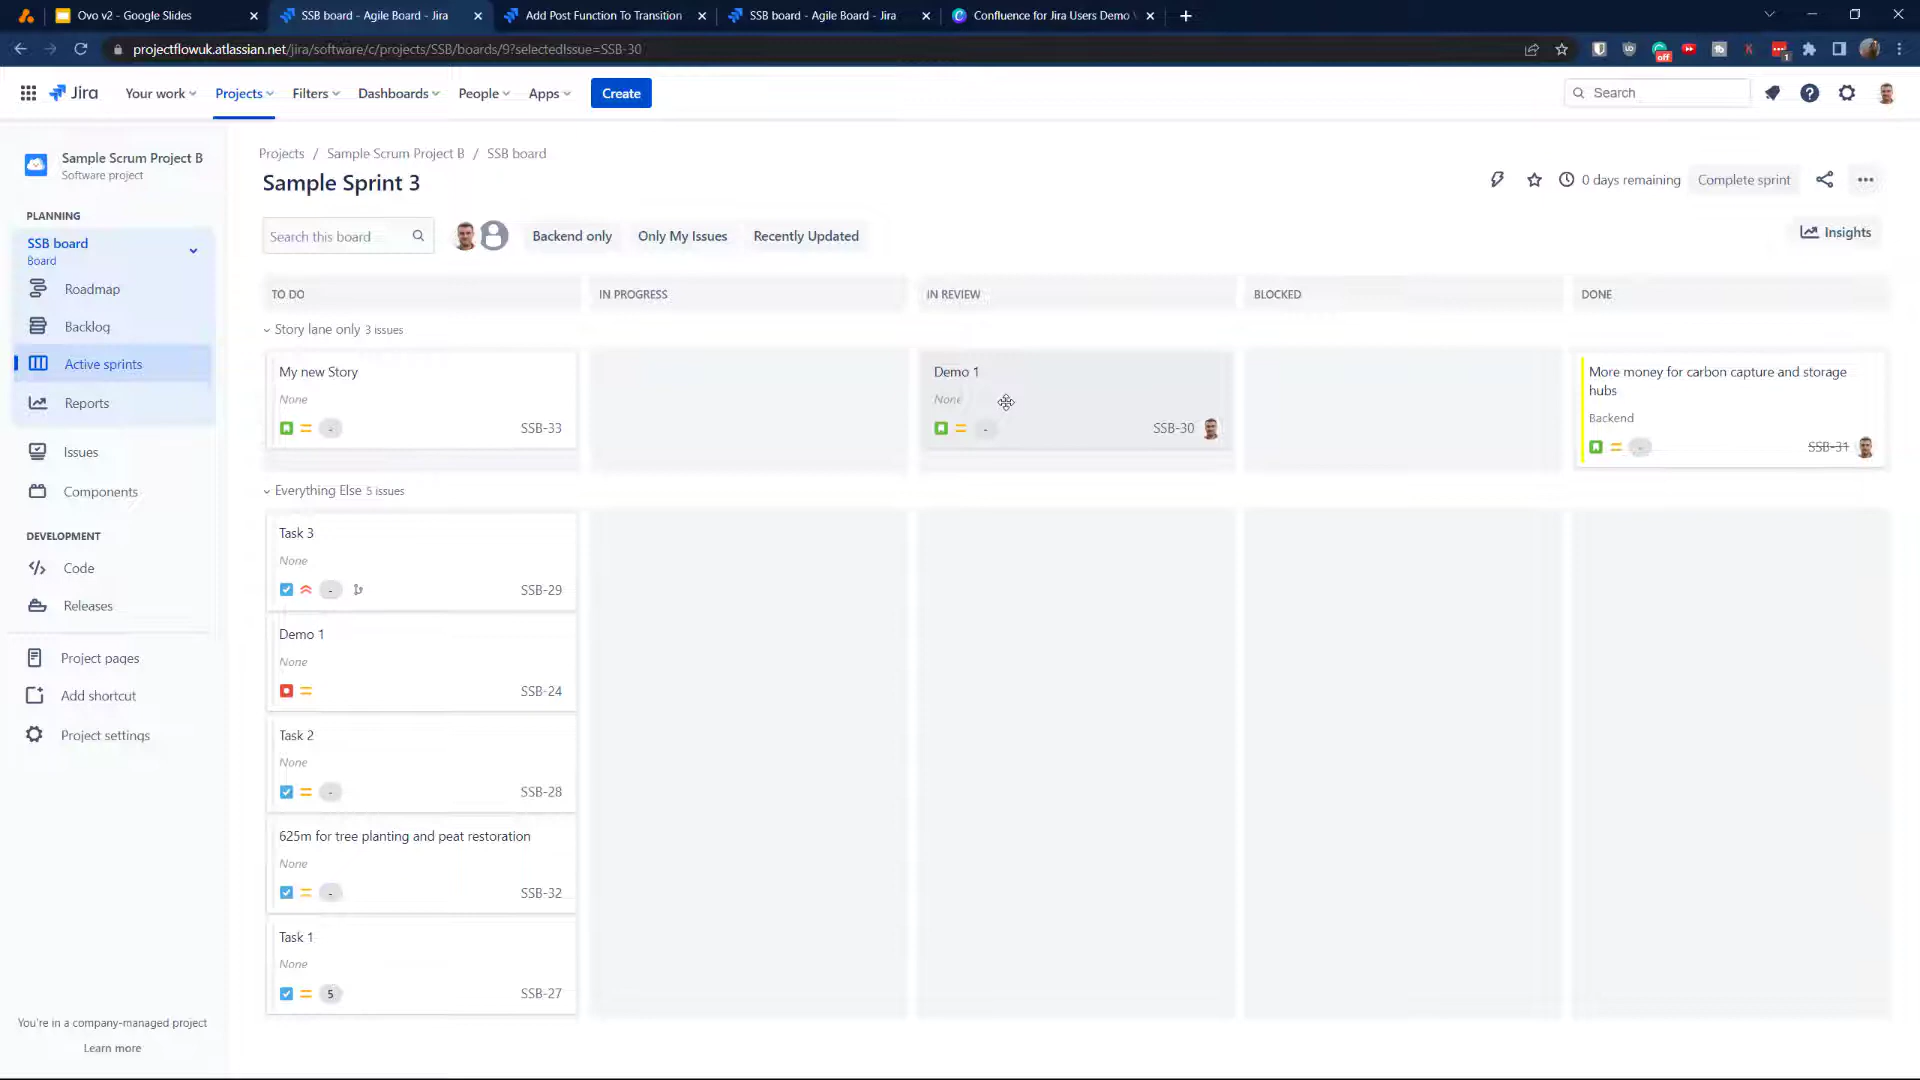 Ovo v2 - Google Slides
SSB board - Agile Board - Jira
Add Post Function To Transition
SSB board - Agile Board - Jira
Confluence for Jira Users Demo
projectflowuk.atlassian.net/jira/software/c/projects/SSB/boards/9?selectedIssue=SSB-30
off
1
Jira
Your work
Projects
Filters
Dashboards
People
Apps
Create
Search
Sample Scrum Project B
Software project
PLANNING
SSB board
Board
Roadmap
Backlog
Active sprints
Reports
Issues
Components
DEVELOPMENT
Code
Releases
Project pages
Add shortcut
Project settings
You're in a company-managed project
Learn more
Projects / Sample Scrum Project B / SSB board
Sample Sprint 3
0 days remaining
Complete sprint
Search this board
Backend only
Only My Issues
Recently Updated
Insights
TO DO
IN PROGRESS
IN REVIEW
BLOCKED
DONE
Story lane only 3 issues
My new Story
None
-
SSB-33
Demo 1
None
-
SSB-30
More money for carbon capture and storage
hubs
Backend
-
SSB-31
Everything Else 5 issues
Task 3
None
-
SSB-29
Demo 1
None
SSB-24
Task 2
None
-
SSB-28
625m for tree planting and peat restoration
None
-
SSB-32
Task 1
None
5
SSB-27